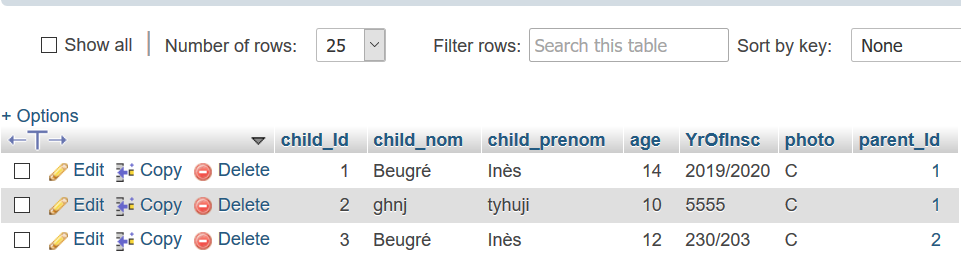 Show all | Number of rows: 25 Filter rows: Search this table Sort by key: None
+ Options
←T→ child_Id child_nom child_prenom age YrOfInsc photo parent_Id
Edit Copy Delete 1 Beugré Inès 14 2019/2020 C 1
Edit Copy Delete 2 ghnj tyhuji 10 5555 C 1
Edit Copy Delete 3 Beugré Inès 12 230/203 C 2